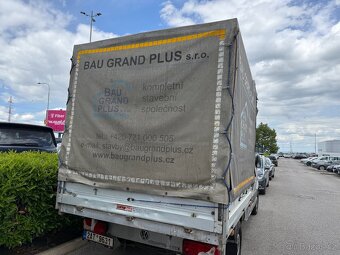 BAU GRAND PLUS s.r.o.
BAU
GRAND
PLUS
kompletní
stavební
společnost
TEL.: +420 731 000 505
e-mail: stavby@baugrandplus.cz
www.baugrandplus.cz